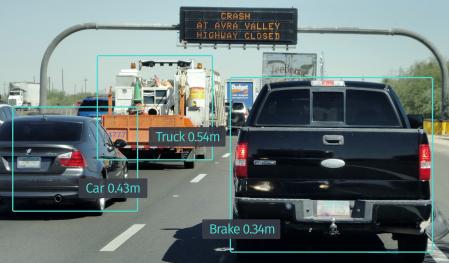 CRASH
AT AVRA VALLEY
HIGHWAY CLOSED
Truck 0.54m
Car 0.43m
Brake 0.34m